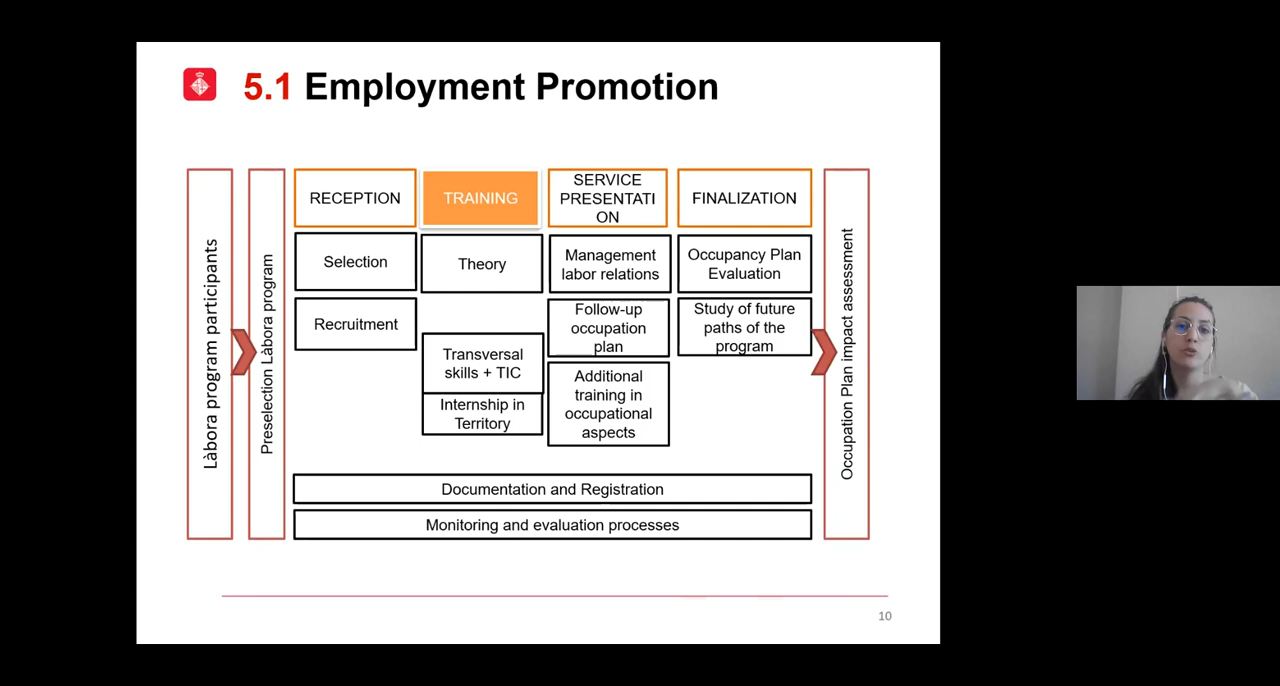 5.1 Employment Promotion
Làbora program participants
Preselection Làbora program
RECEPTION
Selection
Recruitment
TRAINING
Theory
Transversal
skills + TIC
Internship in
Territory
SERVICE
PRESENTATI
ON
Management
labor relations
Follow-up
occupation
plan
Additional
training in
occupational
aspects
FINALIZATION
Occupancy Plan
Evaluation
Study of future
paths of the
program
Documentation and Registration
Monitoring and evaluation processes
Occupation Plan impact assessment
10